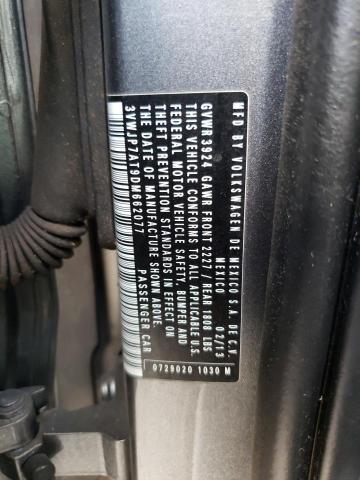 MFD BY VOLKSWAGEN DE MEXICO S.A. DE C.V.
MEXICO 02/13
GVWR 3924 GAWR FRONT 2227 / REAR 1808 LBS
THIS VEHICLE CONFORMS TO ALL APPLICABLE U.S.
FEDERAL MOTOR VEHICLE SAFETY, BUMPER AND
THEFT PREVENTION STANDARDS IN EFFECT ON
THE DATE OF MANUFACTURE SHOWN ABOVE.
3VWJP7AT9DM662077 PASSENGER CAR
0729020 1030 M